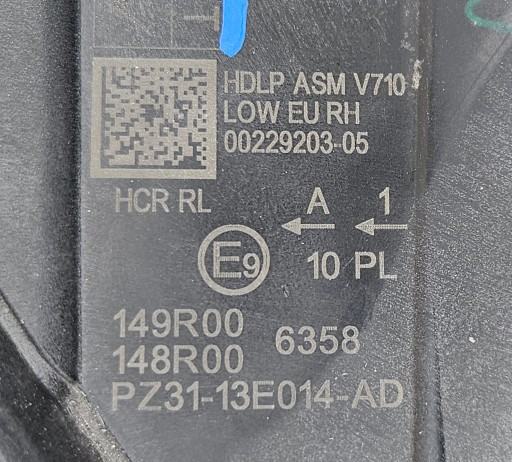 HDLP ASM V710
LOW EU RH
00229203-05
HCR RL A 1
E9 10 PL
149R00 6358
148R00
PZ31-13E014-AD